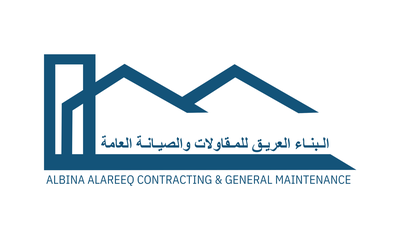 البناء العريق للمقاولات والصيانة العامة
ALBINA ALAREEQ CONTRACTING & GENERAL MAINTENANCE